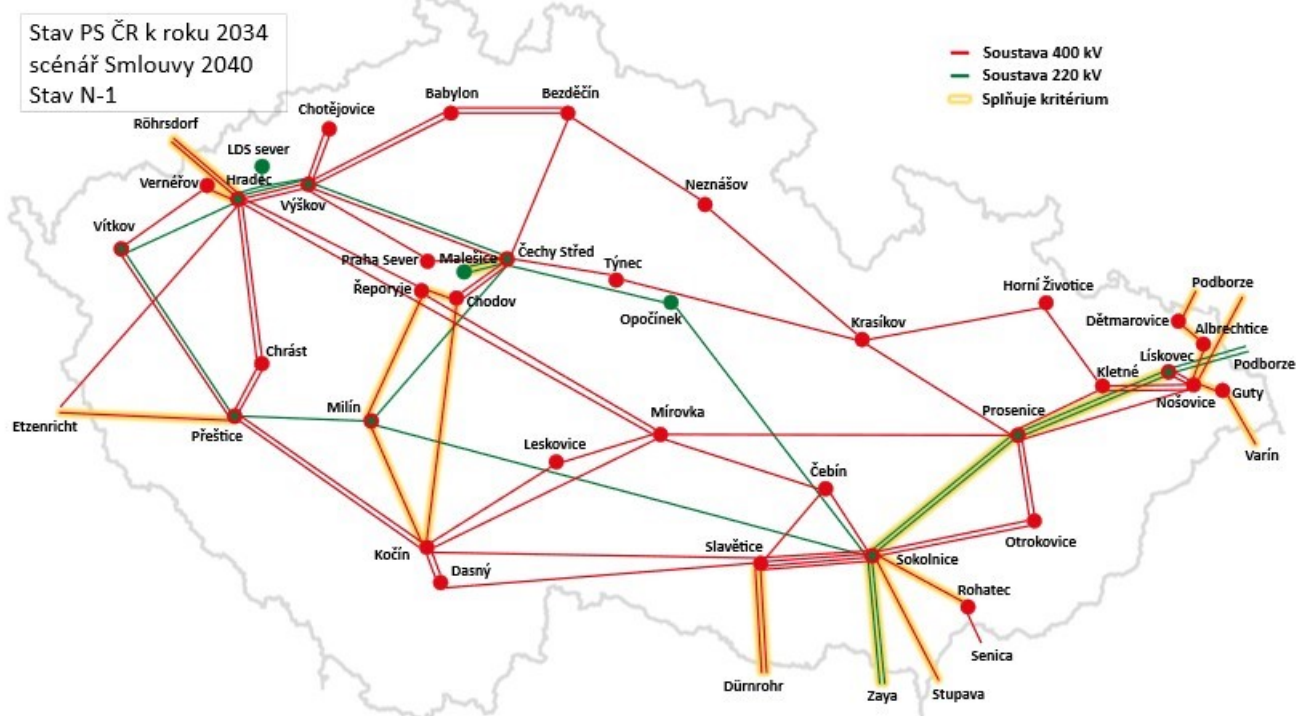 Stav PS ČR k roku 2034
scénář Smlouvy 2040
Stav N-1
Soustava 400 kV
Soustava 220 kV
Splňuje kritérium
Babylon
Bezděčín
Chotějovice
Röhrsdorf
LDS sever
Vernéřov
Hradec
Výškov
Neznášov
Vítkov
Praha Sever
Malešice
Čechy Střed
Týnec
Řeporyje
Chodov
Opočínek
Krasíkov
Horní Životice
Podborze
Dětmarovice
Albrechtice
Lískovec
Podborze
Kletné
Nošovice
Guty
Chrást
Milín
Mírovka
Prosenice
Etzenricht
Přeštice
Leskovice
Varín
Čebín
Kočín
Slavětice
Sokolnice
Otrokovice
Dasný
Rohatec
Senica
Dürnrohr
Zaya
Stupava